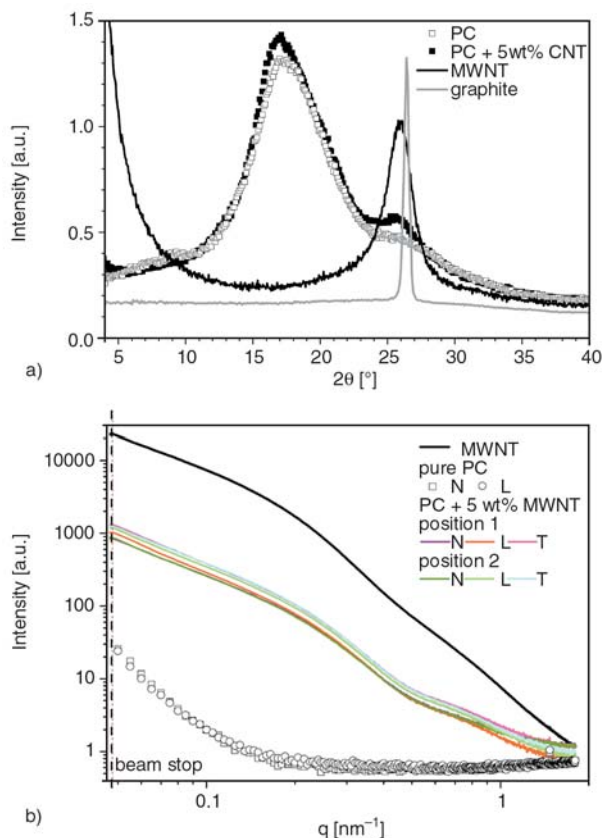 1.5
1.0
0.5
0.0
Intensity [a.u.]
PC
PC + 5wt% CNT
MWNT
graphite
4 10 15 20 25 30 35 40
2θ [°]
a)
10000
1000
100
10
1
Intensity [a.u.]
MWNT
pure PC
N L
PC + 5 wt% MWNT
position 1
N L T
position 2
N L T
beam stop
0.1 1
q [nm⁻¹]
b)